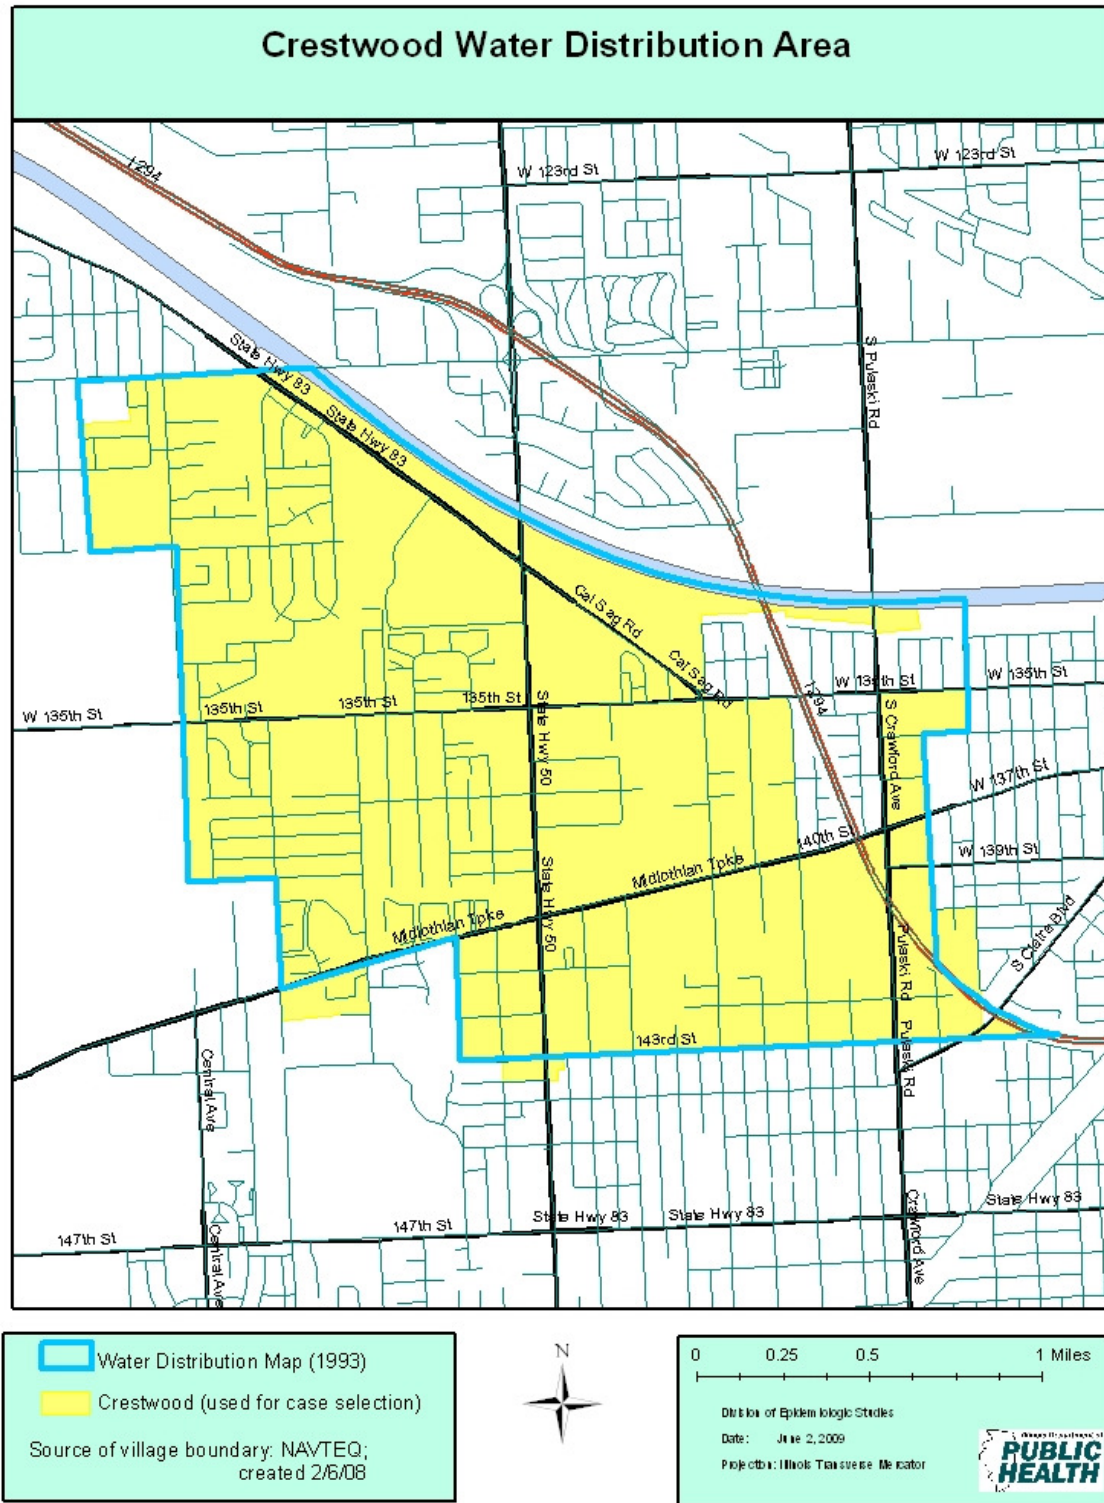 Crestwood Water Distribution Area
I 294
W 123rd St
W 123rd St
State Hwy 83
State Hwy 83
S Pulaski Rd
Cal Sag Rd
Cal Sag Rd
W 135th St
135th St
135th St
135th St
W 135th St
W 135th St
I 294
State Hwy 50
S Crawford Ave
W 137th St
140th St
W 139th St
Midlothian Tpke
Midlothian Tpke
State Hwy 50
S Claire Blvd
Pulaski Rd
143rd St
Pulaski Rd
Central Ave
147th St
147th St
State Hwy 83
State Hwy 83
State Hwy 83
Central Ave
Crawford Ave
Water Distribution Map (1993)
Crestwood (used for case selection)
Source of village boundary: NAVTEQ;
created 2/6/08
N
0 0.25 0.5 1 Miles
Division of Epidemiologic Studies
Date: June 2, 2009
Projection: Illinois Transverse Mercator
PUBLIC
HEALTH